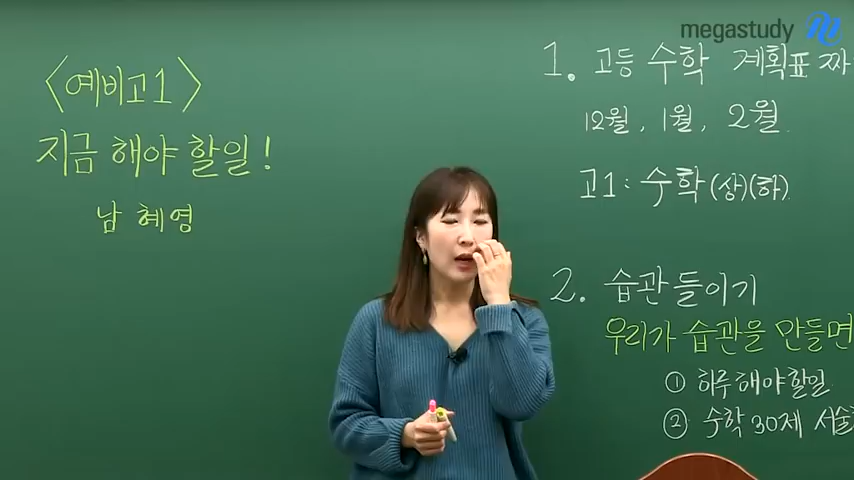 megastudy
<예비고1>
지금 해야 할일!
남 혜영
1. 고등 수학 계획표 짜
12월, 1월, 2월.
고1: 수학(상)(하).
2. 습관 들이기
우리가 습관을 만들면
① 하루 해야할일.
② 수학 30제 서술